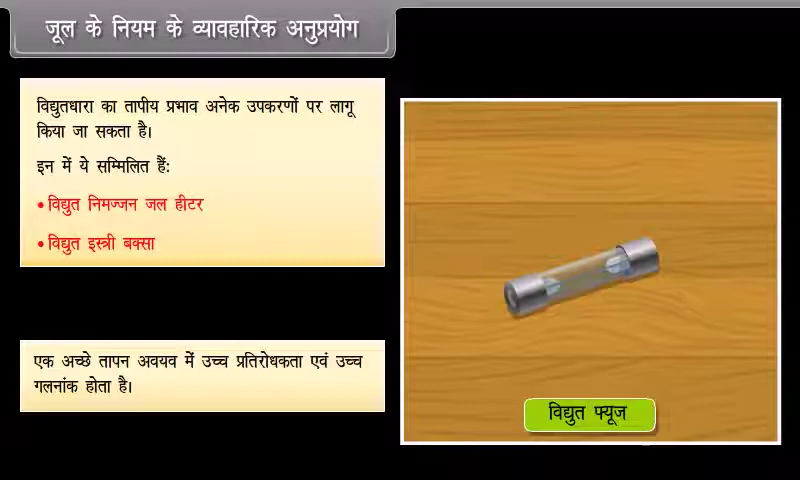 जूल के नियम के व्यावहारिक अनुप्रयोग
विद्युतधारा का तापीय प्रभाव अनेक उपकरणों पर लागू
किया जा सकता है।
इन में ये सम्मिलित हैं:
• विद्युत निमज्जन जल हीटर
• विद्युत इस्त्री बक्सा
एक अच्छे तापन अवयव में उच्च प्रतिरोधकता एवं उच्च
गलनांक होता है।
विद्युत फ्यूज